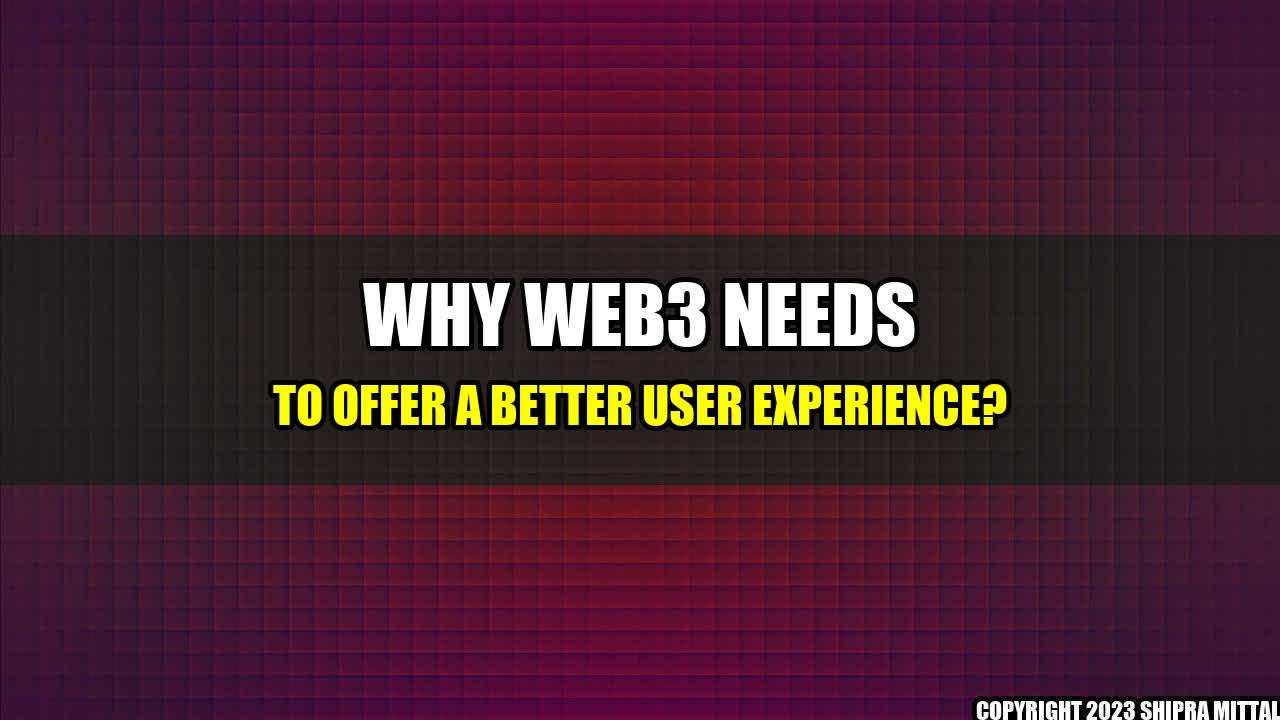 WHY WEB3 NEEDS
TO OFFER A BETTER USER EXPERIENCE?
COPYRIGHT 2023 SHIPRA MITTAL